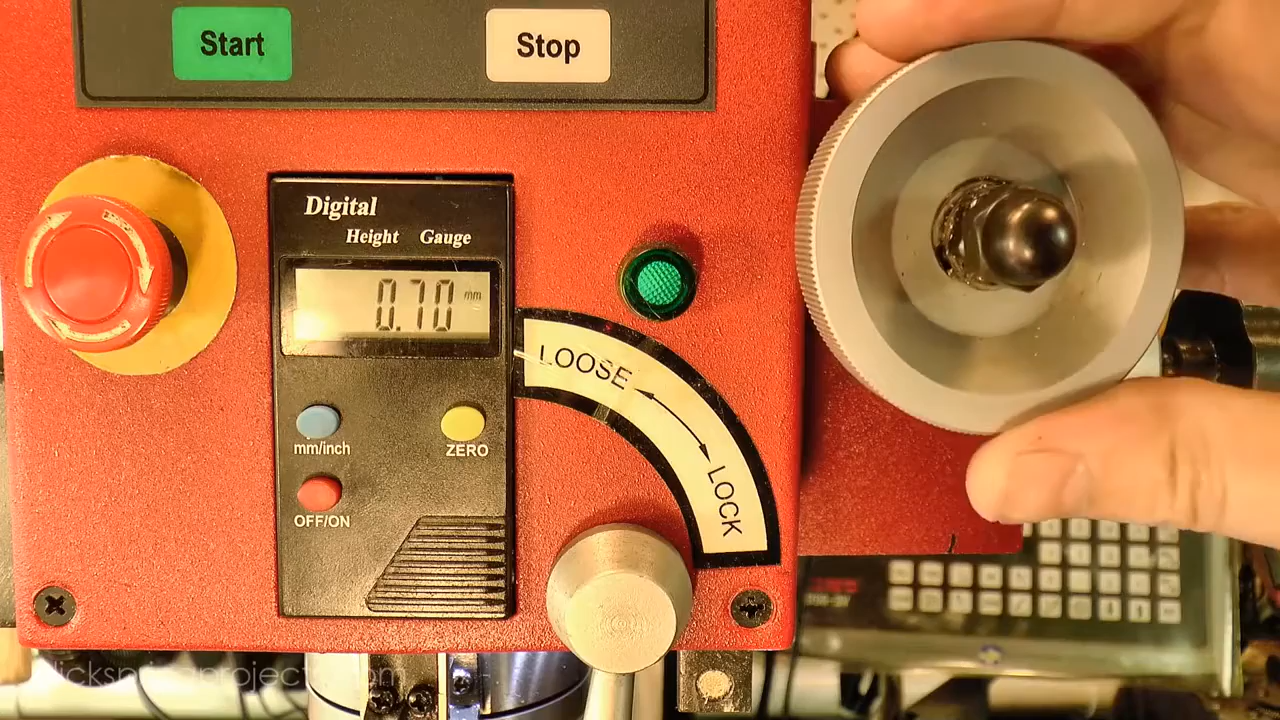 Start
Stop
Digital
Height Gauge
0.70 mm
LOOSE
LOCK
mm/inch
ZERO
OFF/ON